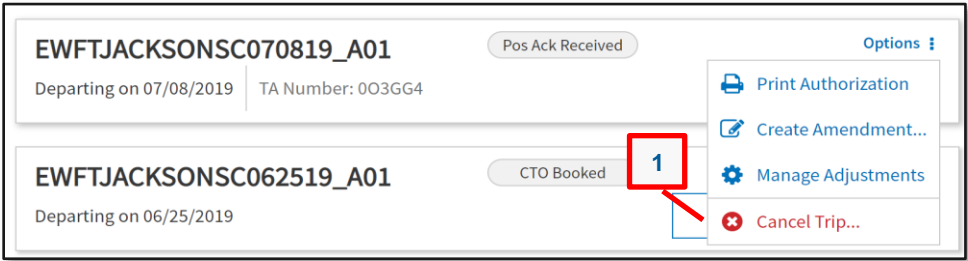 EWFTJACKSONSC070819_A01
Pos Ack Received
Options
Departing on 07/08/2019
TA Number: 0O3GG4
Print Authorization
Create Amendment...
Manage Adjustments
Cancel Trip...
EWFTJACKSONSC062519_A01
CTO Booked
1
Departing on 06/25/2019